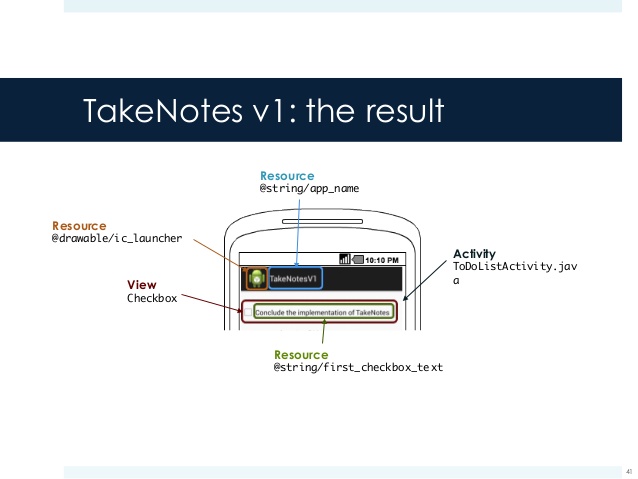 TakeNotes v1: the result
Resource
@string/app_name
Resource
@drawable/ic_launcher
10:10 PM
Activity
ToDoListActivity.jav
a
TakeNotesV1
View
Checkbox
Conclude the implementation of TakeNotes
Resource
@string/first_checkbox_text
41